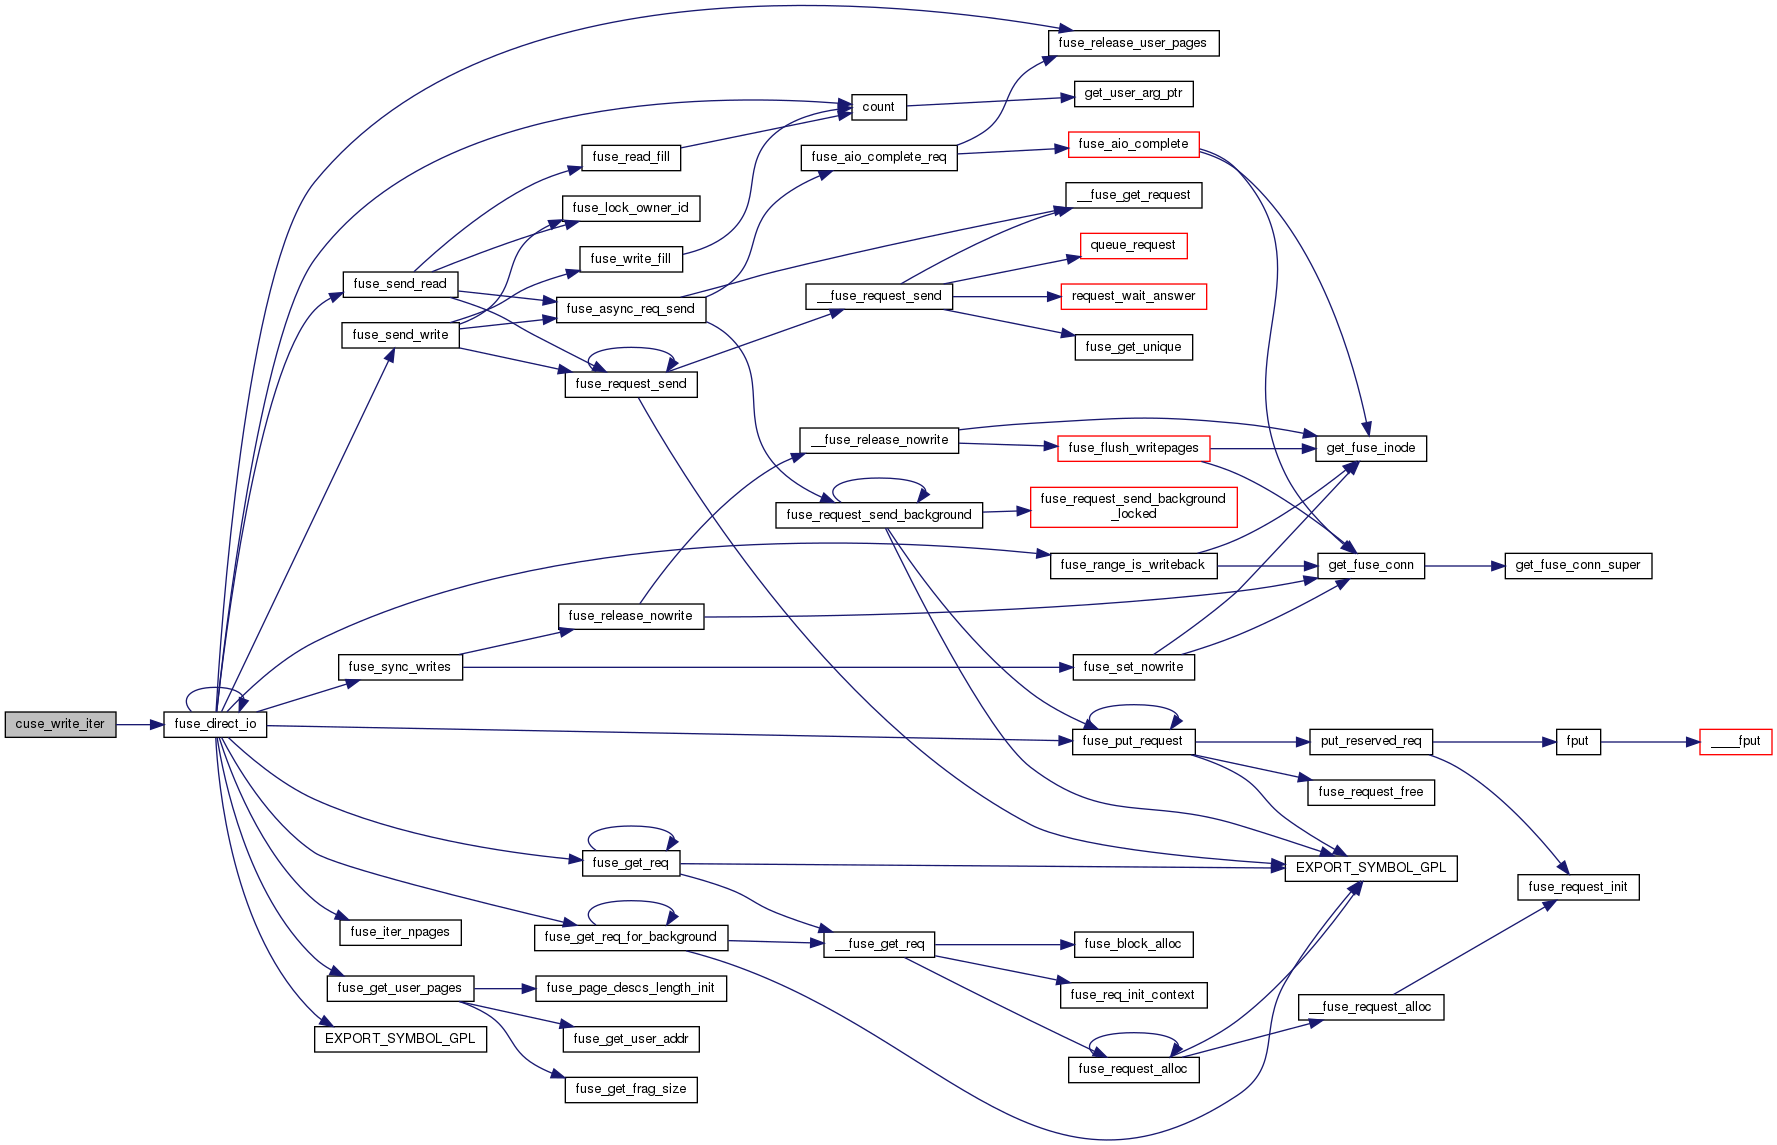 fuse_release_user_pages
get_user_arg_ptr
count
fuse_aio_complete
fuse_read_fill
fuse_aio_complete_req
__fuse_get_request
fuse_lock_owner_id
queue_request
fuse_write_fill
fuse_send_read
__fuse_request_send
request_wait_answer
fuse_async_req_send
fuse_send_write
fuse_get_unique
fuse_request_send
__fuse_release_nowrite
fuse_flush_writepages
get_fuse_inode
fuse_request_send_background
_locked
fuse_request_send_background
fuse_range_is_writeback
get_fuse_conn
get_fuse_conn_super
fuse_release_nowrite
fuse_sync_writes
fuse_set_nowrite
cuse_write_iter
fuse_direct_io
fuse_put_request
put_reserved_req
fput
____fput
fuse_request_free
fuse_get_req
EXPORT_SYMBOL_GPL
fuse_request_init
fuse_iter_npages
fuse_get_req_for_background
__fuse_get_req
fuse_block_alloc
fuse_get_user_pages
fuse_page_descs_length_init
fuse_req_init_context
__fuse_request_alloc
EXPORT_SYMBOL_GPL
fuse_get_user_addr
fuse_request_alloc
fuse_get_frag_size